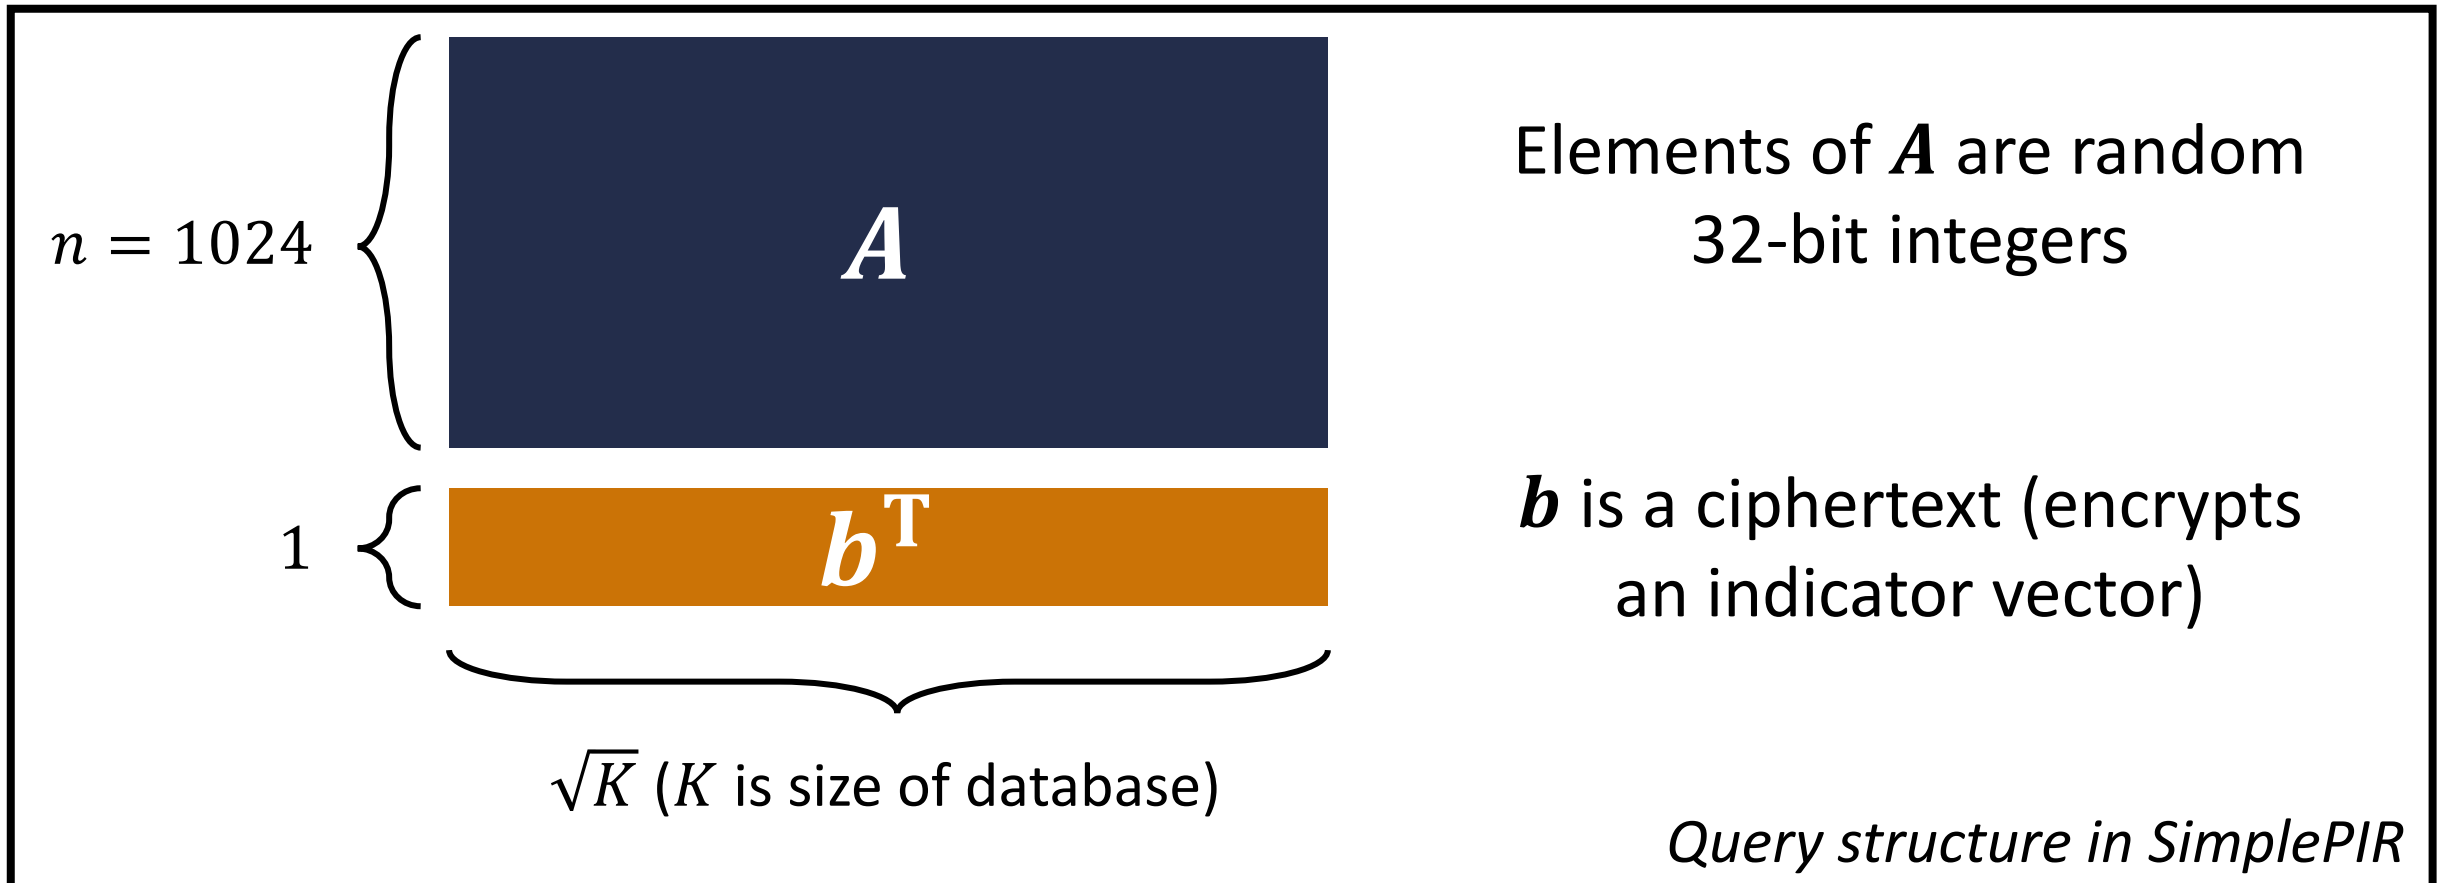 n = 1024
A
Elements of A are random
32-bit integers
1
b^T
b is a ciphertext (encrypts
an indicator vector)
√K (K is size of database)
Query structure in SimplePIR